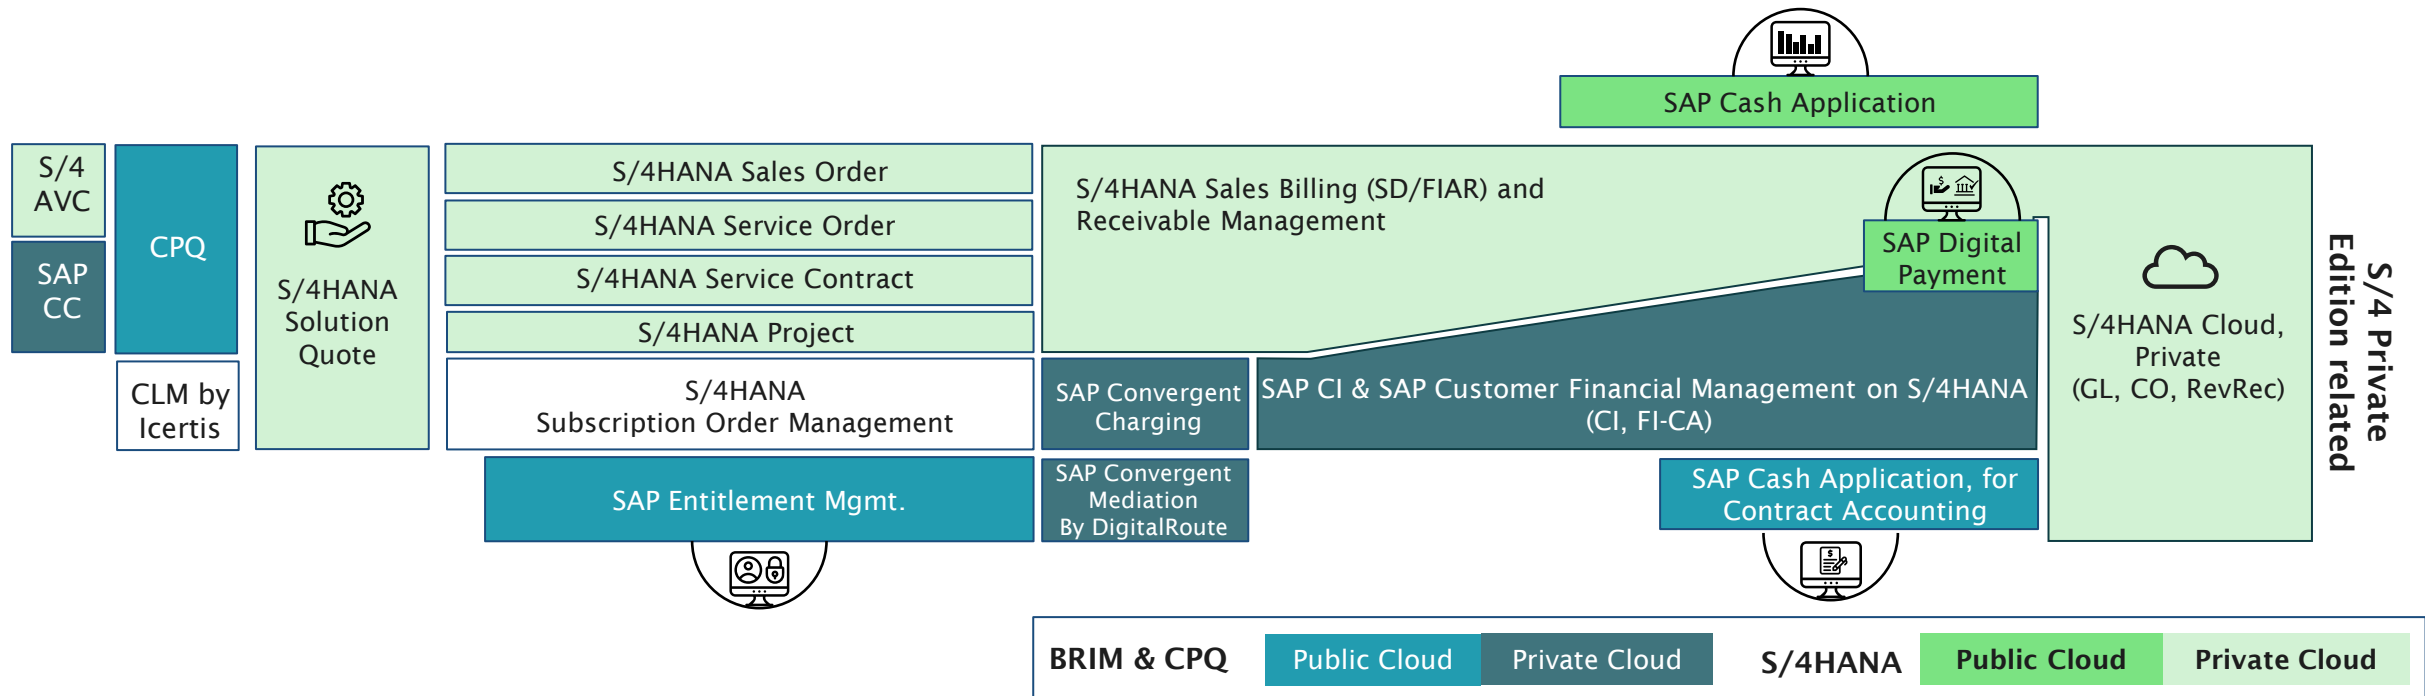 SAP Cash Application
S/4
AVC
SAP
CC
CPQ
CLM by
Icertis
S/4HANA
Solution
Quote
S/4HANA Sales Order
S/4HANA Service Order
S/4HANA Service Contract
S/4HANA Project
S/4HANA
Subscription Order Management
SAP Entitlement Mgmt.
S/4HANA Sales Billing (SD/FIAR) and
Receivable Management
SAP Convergent
Charging
SAP Convergent
Mediation
By DigitalRoute
SAP Digital
Payment
SAP CI & SAP Customer Financial Management on S/4HANA
(CI, FI-CA)
SAP Cash Application, for
Contract Accounting
S/4HANA Cloud,
Private
(GL, CO, RevRec)
S/4 Private
Edition related
BRIM & CPQ
Public Cloud
Private Cloud
S/4HANA
Public Cloud
Private Cloud